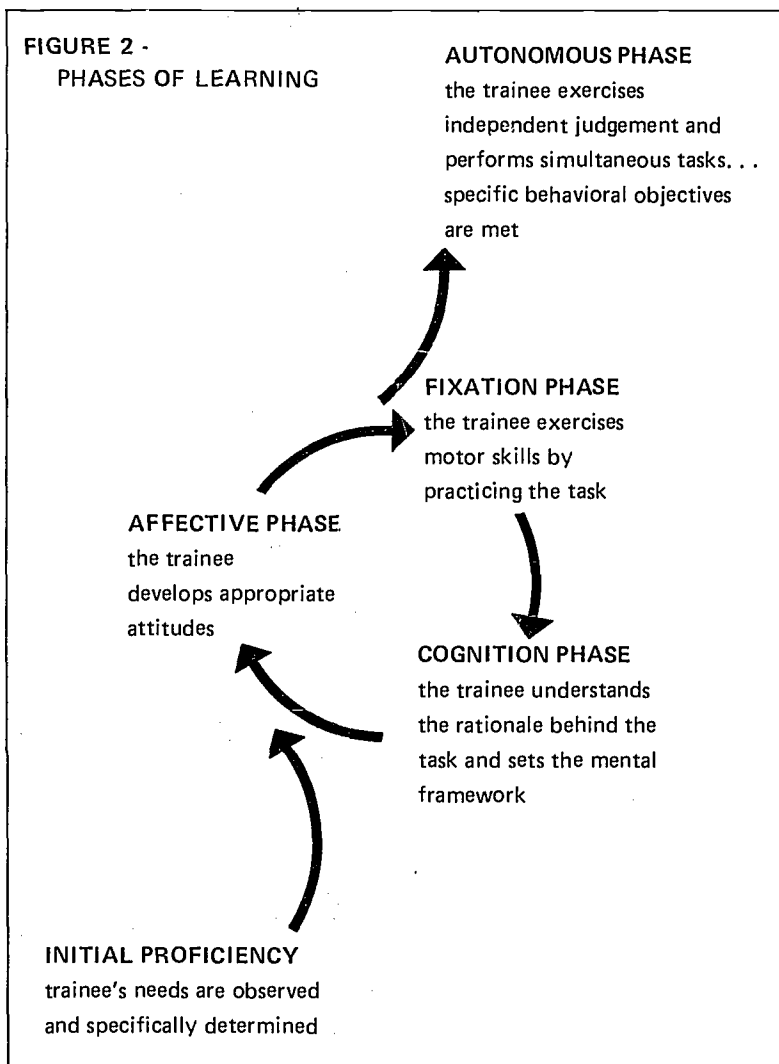 FIGURE 2 -
PHASES OF LEARNING
AUTONOMOUS PHASE
the trainee exercises
independent judgement and
performs simultaneous tasks. . .
specific behavioral objectives
are met
FIXATION PHASE
the trainee exercises
motor skills by
practicing the task
AFFECTIVE PHASE
the trainee
develops appropriate
attitudes
COGNITION PHASE
the trainee understands
the rationale behind the
task and sets the mental
framework
INITIAL PROFICIENCY
trainee's needs are observed
and specifically determined